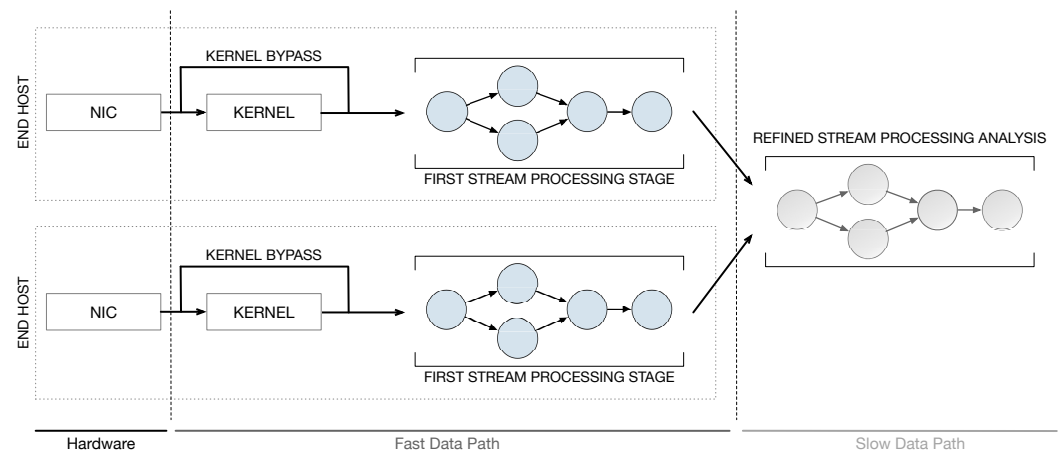 END HOST
NIC
KERNEL BYPASS
KERNEL
FIRST STREAM PROCESSING STAGE
REFINED STREAM PROCESSING ANALYSIS
END HOST
NIC
KERNEL BYPASS
KERNEL
FIRST STREAM PROCESSING STAGE
Hardware
Fast Data Path
Slow Data Path